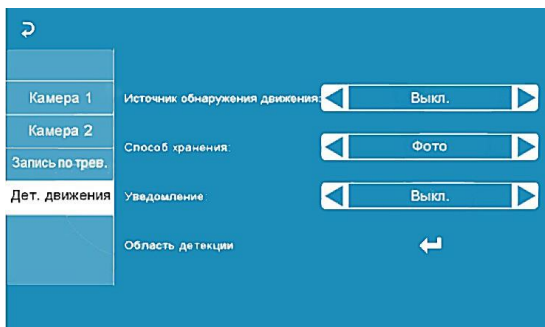 Камера 1
Камера 2
Запись по трев.
Дет. движения
Источник обнаружения движения: Выкл.
Способ хранения: Фото
Уведомление Выкл.
Область детекции